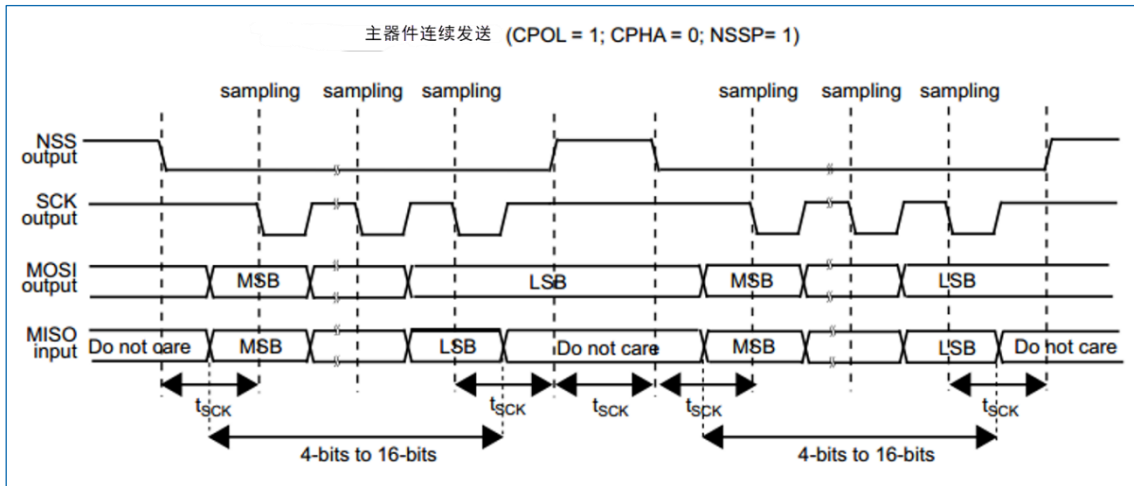 主器件连续发送 (CPOL = 1; CPHA = 0; NSSP= 1)
sampling sampling sampling sampling sampling sampling
NSS
output
SCK
output
MOSI
output
MSB LSB MSB LSB
MISO
input
Do not care MSB LSB Do not care MSB LSB Do not care
tSCK tSCK tSCK tSCK tSCK
4-bits to 16-bits 4-bits to 16-bits